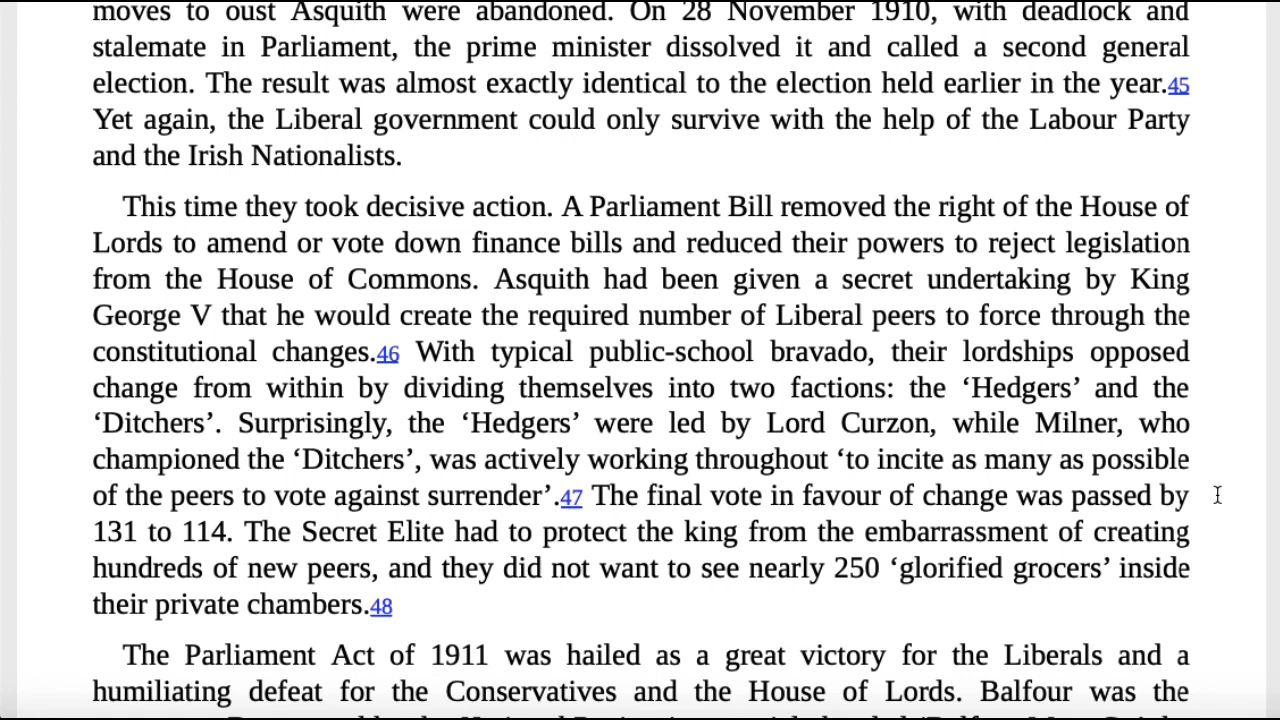 moves to oust Asquith were abandoned. On 28 November 1910, with deadlock and
stalemate in Parliament, the prime minister dissolved it and called a second general
election. The result was almost exactly identical to the election held earlier in the year.45
Yet again, the Liberal government could only survive with the help of the Labour Party
and the Irish Nationalists.
This time they took decisive action. A Parliament Bill removed the right of the House of
Lords to amend or vote down finance bills and reduced their powers to reject legislation
from the House of Commons. Asquith had been given a secret undertaking by King
George V that he would create the required number of Liberal peers to force through the
constitutional changes.46 With typical public-school bravado, their lordships opposed
change from within by dividing themselves into two factions: the ‘Hedgers’ and the
‘Ditchers’. Surprisingly, the ‘Hedgers’ were led by Lord Curzon, while Milner, who
championed the ‘Ditchers’, was actively working throughout ‘to incite as many as possible
of the peers to vote against surrender’.47 The final vote in favour of change was passed by
131 to 114. The Secret Elite had to protect the king from the embarrassment of creating
hundreds of new peers, and they did not want to see nearly 250 ‘glorified grocers’ inside
their private chambers.48
The Parliament Act of 1911 was hailed as a great victory for the Liberals and a
humiliating defeat for the Conservatives and the House of Lords. Balfour was the